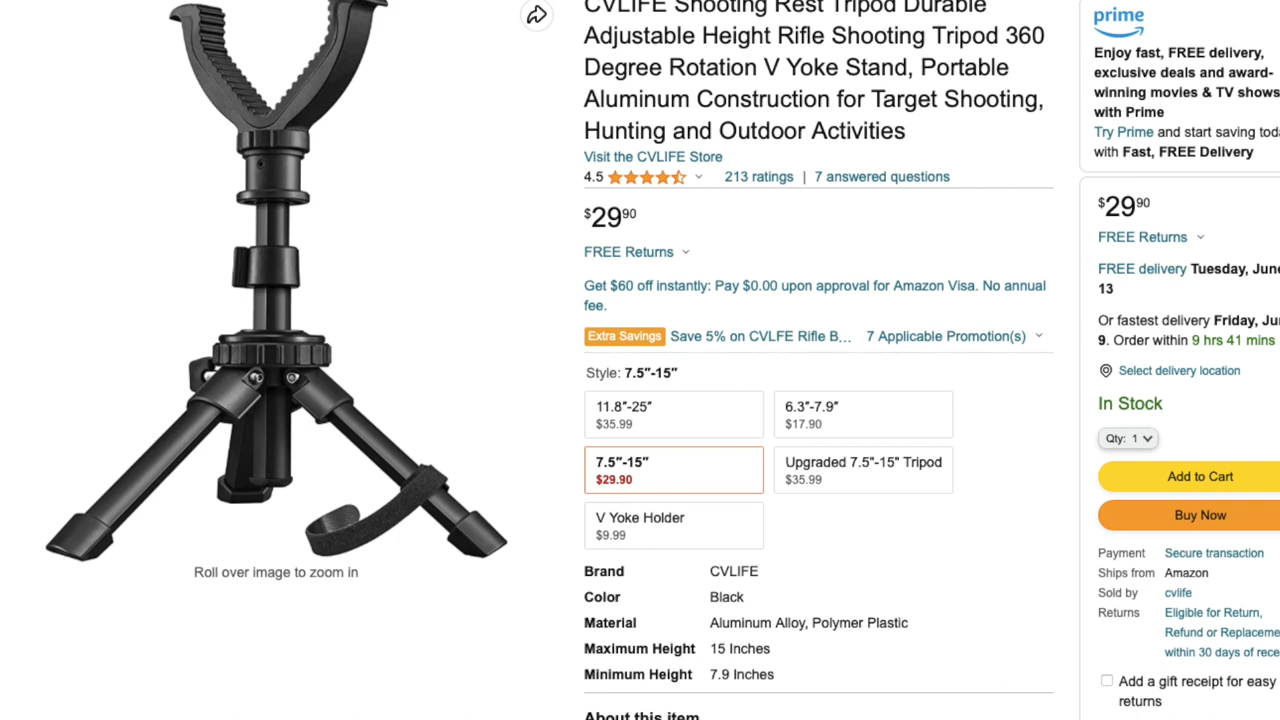 CVLIFE Shooting Rest Tripod Durable
Adjustable Height Rifle Shooting Tripod 360
Degree Rotation V Yoke Stand, Portable
Aluminum Construction for Target Shooting,
Hunting and Outdoor Activities
Visit the CVLIFE Store
4.5
213 ratings | 7 answered questions
$29 90
FREE Returns
Get $60 off instantly: Pay $0.00 upon approval for Amazon Visa. No annual
fee.
Extra Savings Save 5% on CVLFE Rifle B... 7 Applicable Promotion(s)
Style: 7.5"-15"
11.8"-25"
$35.99
6.3"-7.9"
$17.90
7.5"-15"
$29.90
Upgraded 7.5"-15" Tripod
$35.99
V Yoke Holder
$9.99
Brand CVLIFE
Color Black
Material Aluminum Alloy, Polymer Plastic
Maximum Height 15 Inches
Minimum Height 7.9 Inches
About this item
Roll over image to zoom in
prime
Enjoy fast, FREE delivery,
exclusive deals and award-
winning movies & TV shows
with Prime
Try Prime and start saving tod
with Fast, FREE Delivery
$29 90
FREE Returns
FREE delivery Tuesday, June
13
Or fastest delivery Friday, Ju
9. Order within 9 hrs 41 mins
Select delivery location
In Stock
Qty: 1
Add to Cart
Buy Now
Payment Secure transaction
Ships from Amazon
Sold by cvlife
Returns Eligible for Return,
Refund or Replaceme
within 30 days of rece
Add a gift receipt for easy
returns